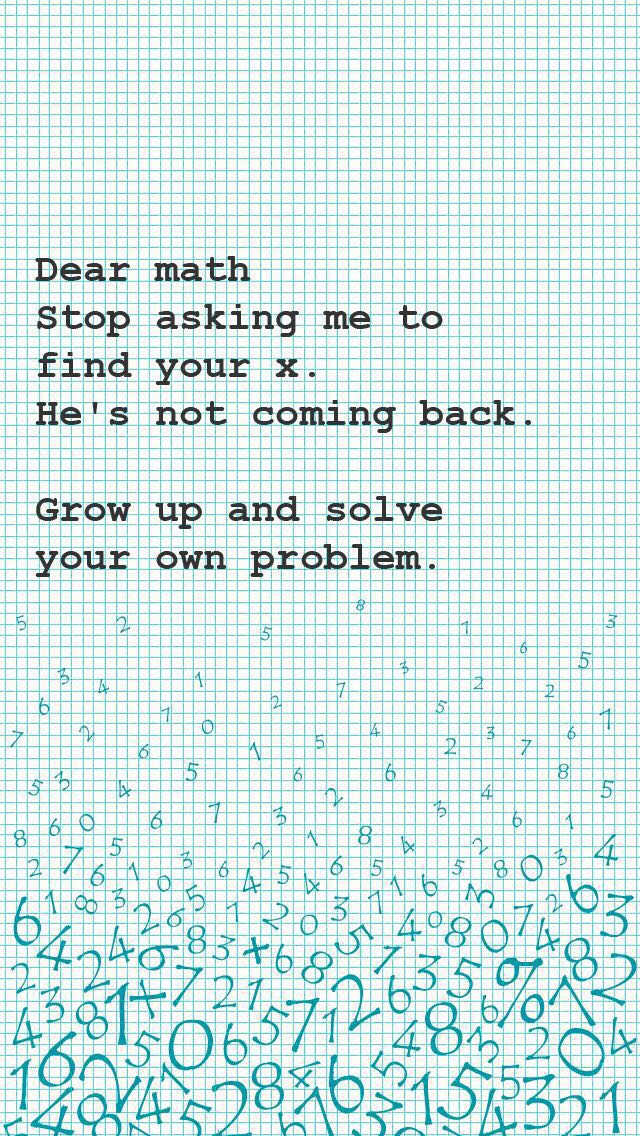 Dear math
Stop asking me to
find your x.
He's not coming back.
Grow up and solve
your own problem.